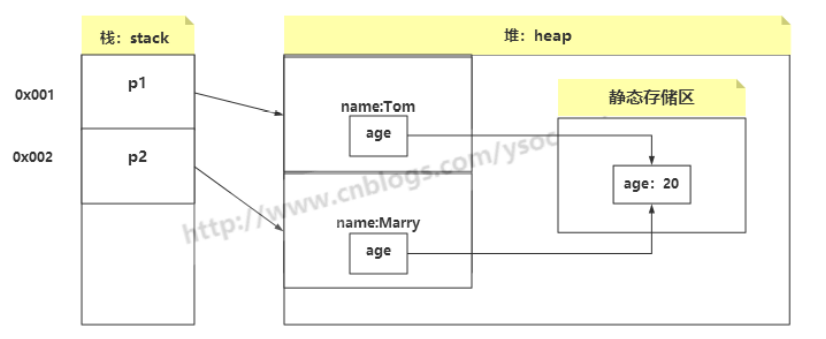 栈：stack
堆：heap
0x001
p1
0x002
p2
name:Tom
age
name:Marry
age
静态存储区
age：20
http://www.cnblogs.com/ysoc